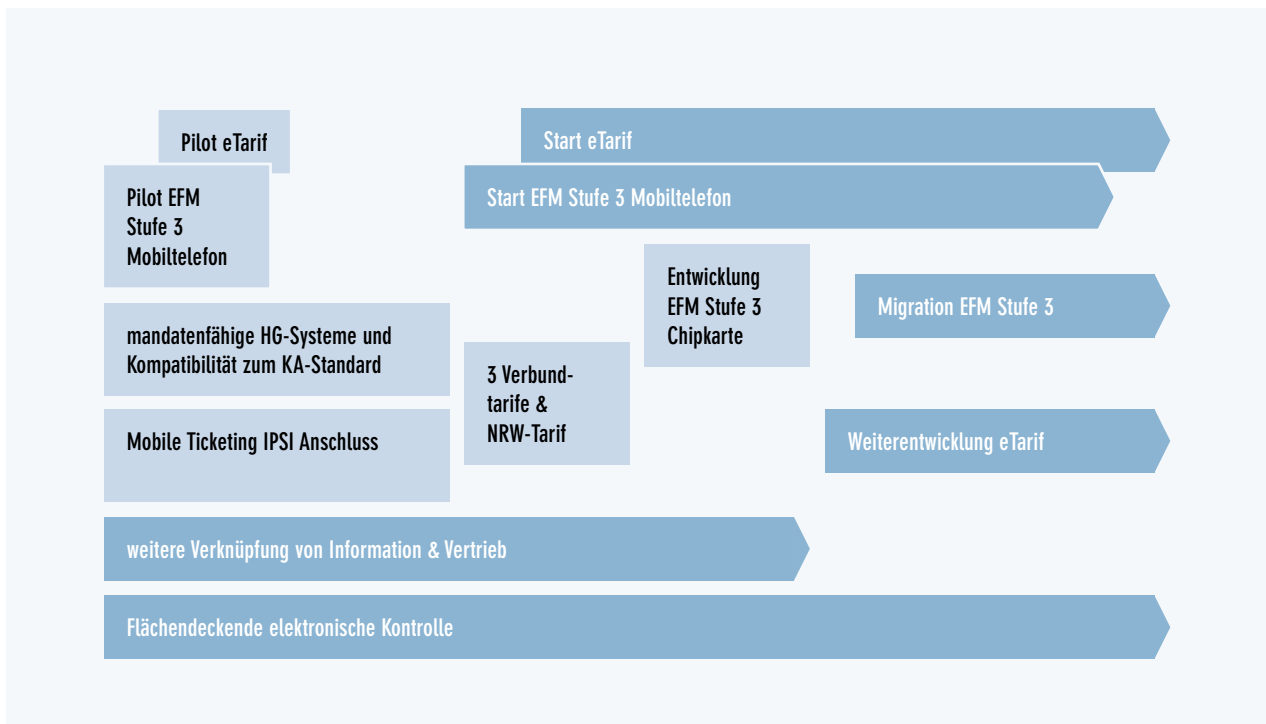 Pilot eTarif
Start eTarif
Pilot EFM
Stufe 3
Mobiltelefon
Start EFM Stufe 3 Mobiltelefon
Entwicklung
EFM Stufe 3
Chipkarte
Migration EFM Stufe 3
mandatenfähige HG-Systeme und
Kompatibilität zum KA-Standard
3 Verbund-
tarife &
NRW-Tarif
Mobile Ticketing IPSI Anschluss
Weiterentwicklung eTarif
weitere Verknüpfung von Information & Vertrieb
Flächendeckende elektronische Kontrolle